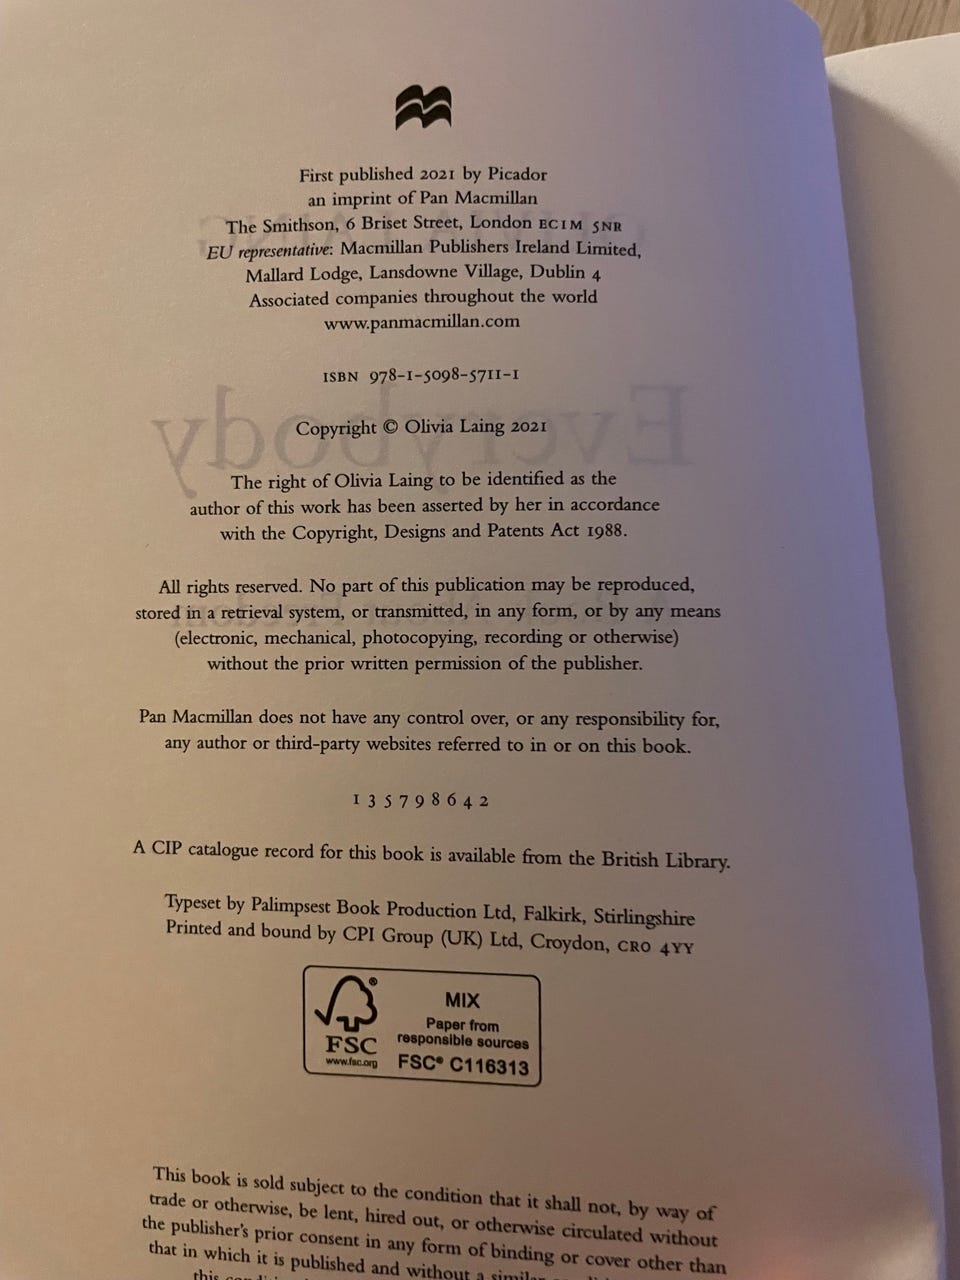 First published 2021 by Picador
an imprint of Pan Macmillan
The Smithson, 6 Briset Street, London EC1M 5NR
EU representative: Macmillan Publishers Ireland Limited,
Mallard Lodge, Lansdowne Village, Dublin 4
Associated companies throughout the world
www.panmacmillan.com
ISBN 978-1-5098-5711-1
Everybody
Copyright © Olivia Laing 2021
The right of Olivia Laing to be identified as the
author of this work has been asserted by her in accordance
with the Copyright, Designs and Patents Act 1988.
All rights reserved. No part of this publication may be reproduced,
stored in a retrieval system, or transmitted, in any form, or by any means
(electronic, mechanical, photocopying, recording or otherwise)
without the prior written permission of the publisher.
Pan Macmillan does not have any control over, or any responsibility for,
any author or third-party websites referred to in or on this book.
1 3 5 7 9 8 6 4 2
A CIP catalogue record for this book is available from the British Library.
Typeset by Palimpsest Book Production Ltd, Falkirk, Stirlingshire
Printed and bound by CPI Group (UK) Ltd, Croydon, CR0 4YY
FSC
www.fsc.org
MIX
Paper from
responsible sources
FSC® C116313
This book is sold subject to the condition that it shall not, by way of
trade or otherwise, be lent, hired out, or otherwise circulated without
the publisher's prior consent in any form of binding or cover other than
that in which it is published and without a similar
this